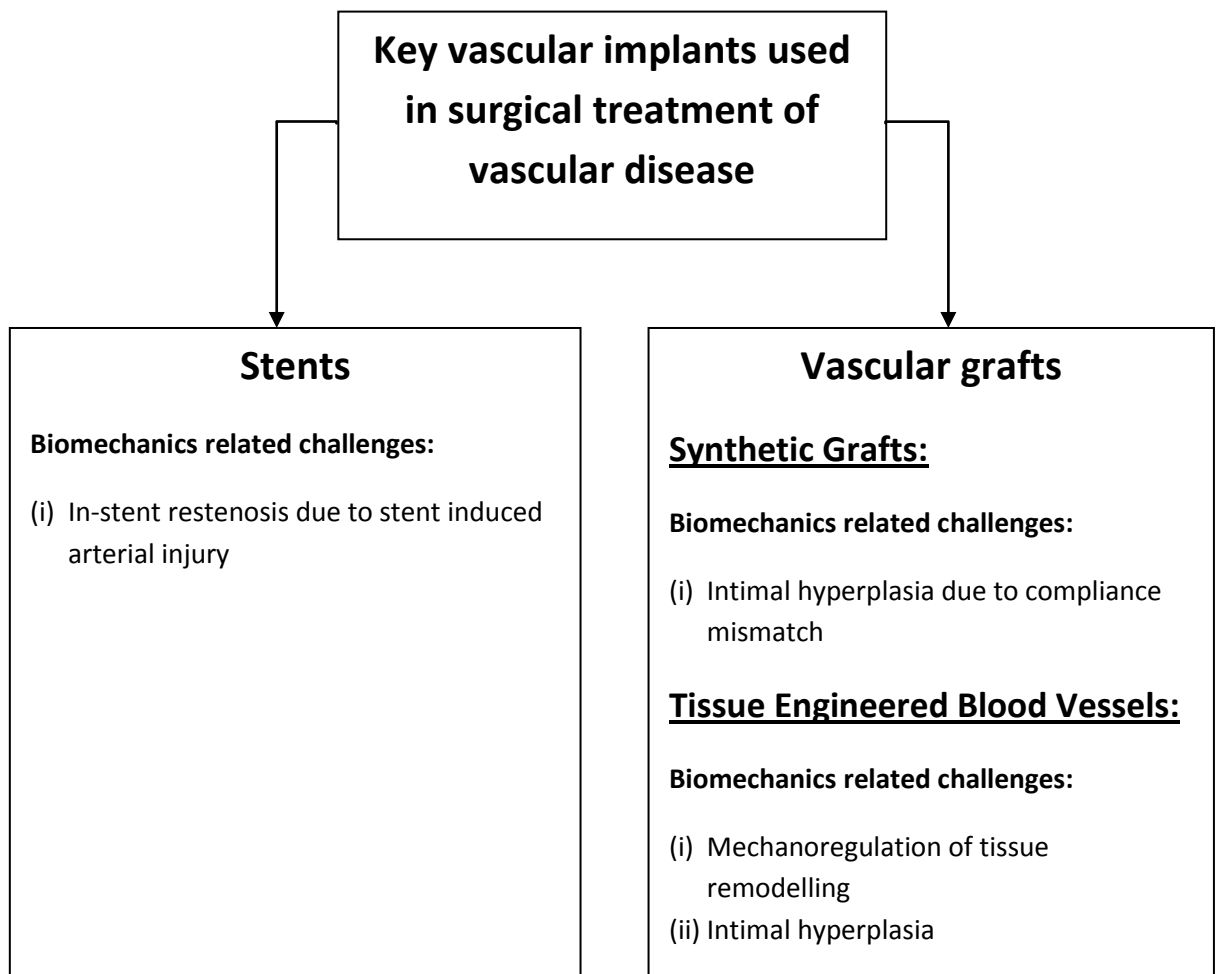 Key vascular implants used
in surgical treatment of
vascular disease
Stents
Biomechanics related challenges:
(i) In-stent restenosis due to stent induced
arterial injury
Vascular grafts
Synthetic Grafts:
Biomechanics related challenges:
(i) Intimal hyperplasia due to compliance
mismatch
Tissue Engineered Blood Vessels:
Biomechanics related challenges:
(i) Mechanoregulation of tissue
remodelling
(ii) Intimal hyperplasia